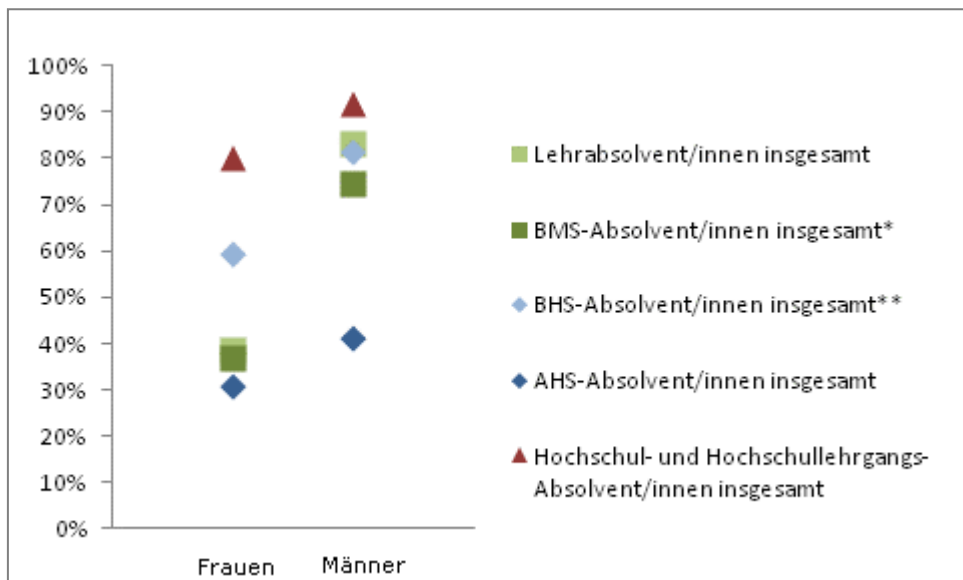 100%
90%
80%
70%
60%
50%
40%
30%
20%
10%
0%
Frauen
Männer
Lehrabsolvent/innen insgesamt
BMS-Absolvent/innen insgesamt*
BHS-Absolvent/innen insgesamt**
AHS-Absolvent/innen insgesamt
Hochschul- und Hochschullehrgangs-
Absolvent/innen insgesamt